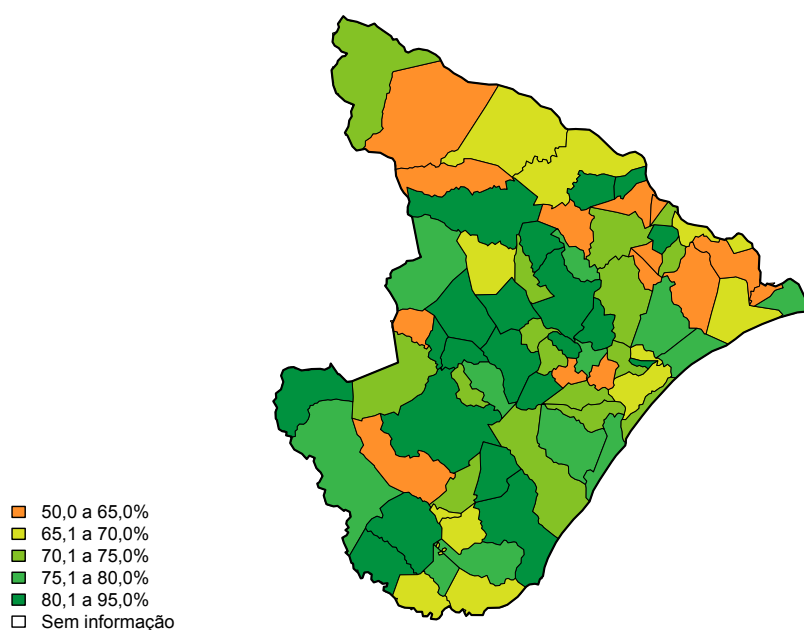 50,0 a 65,0%
65,1 a 70,0%
70,1 a 75,0%
75,1 a 80,0%
80,1 a 95,0%
Sem informação